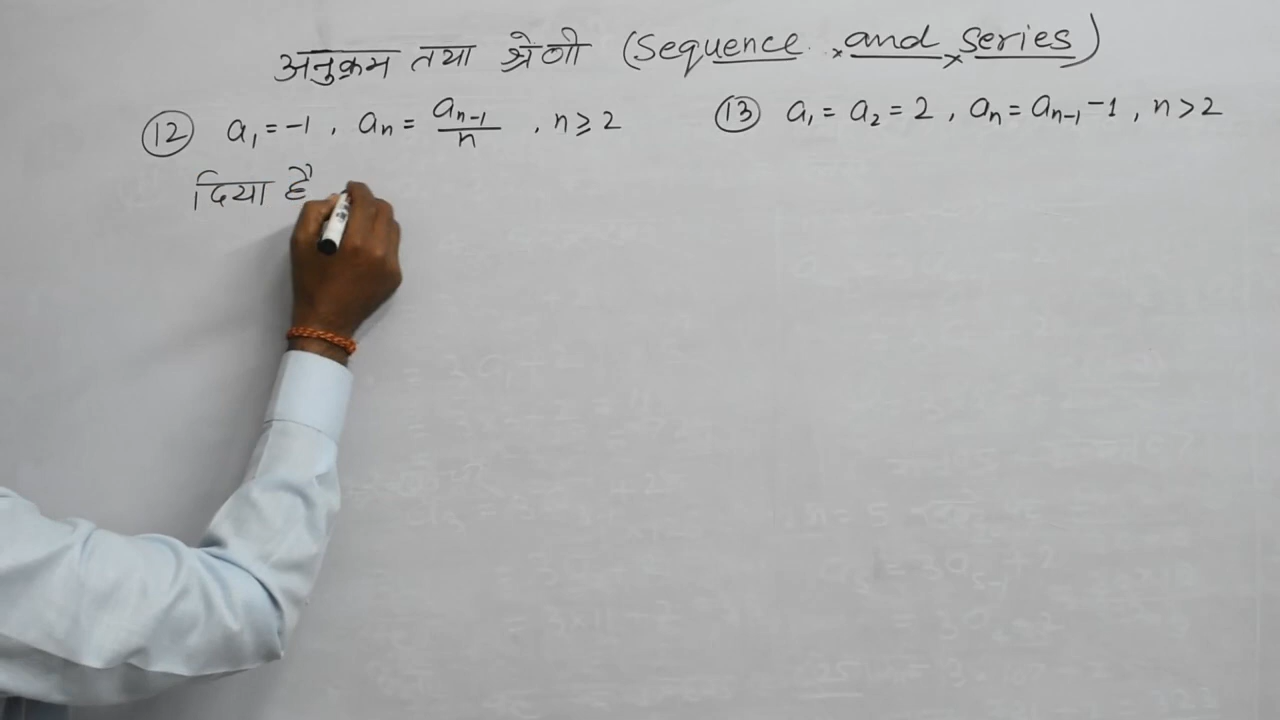 अनुक्रम तथा श्रेणी (Sequence and series)
(12) a₁ = -1 , aₙ = aₙ₋₁/n , n ≥ 2
(13) a₁ = a₂ = 2 , aₙ = aₙ₋₁ - 1 , n > 2
दिया है